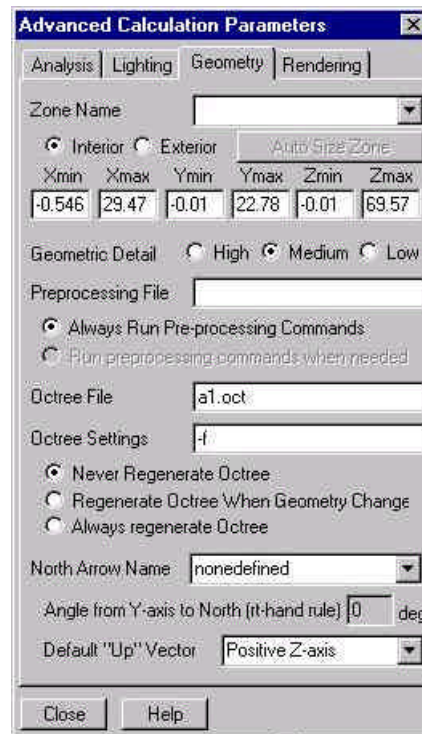 Advanced Calculation Parameters
Analysis Lighting Geometry Rendering
Zone Name
Interior Exterior Auto Size Zone
Xmin Xmax Ymin Ymax Zmin Zmax
-0.546 29.47 -0.01 22.78 -0.01 69.57
Geometric Detail High Medium Low
Preprocessing File
Always Run Pre-processing Commands
Run preprocessing commands when needed
Octree File a1.oct
Octree Settings -f
Never Regenerate Octree
Regenerate Octree When Geometry Change
Always regenerate Octree
North Arrow Name nonedefined
Angle from Y-axis to North (rt-hand rule) 0 deg
Default "Up" Vector Positive Z-axis
Close Help